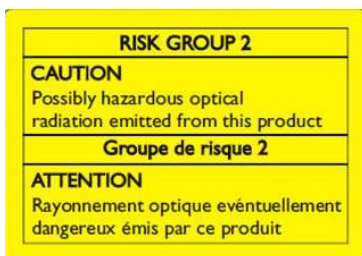 RISK GROUP 2
CAUTION
Possibly hazardous optical
radiation emitted from this product
Groupe de risque 2
ATTENTION
Rayonnement optique evéntuellement
dangereux émis par ce produit